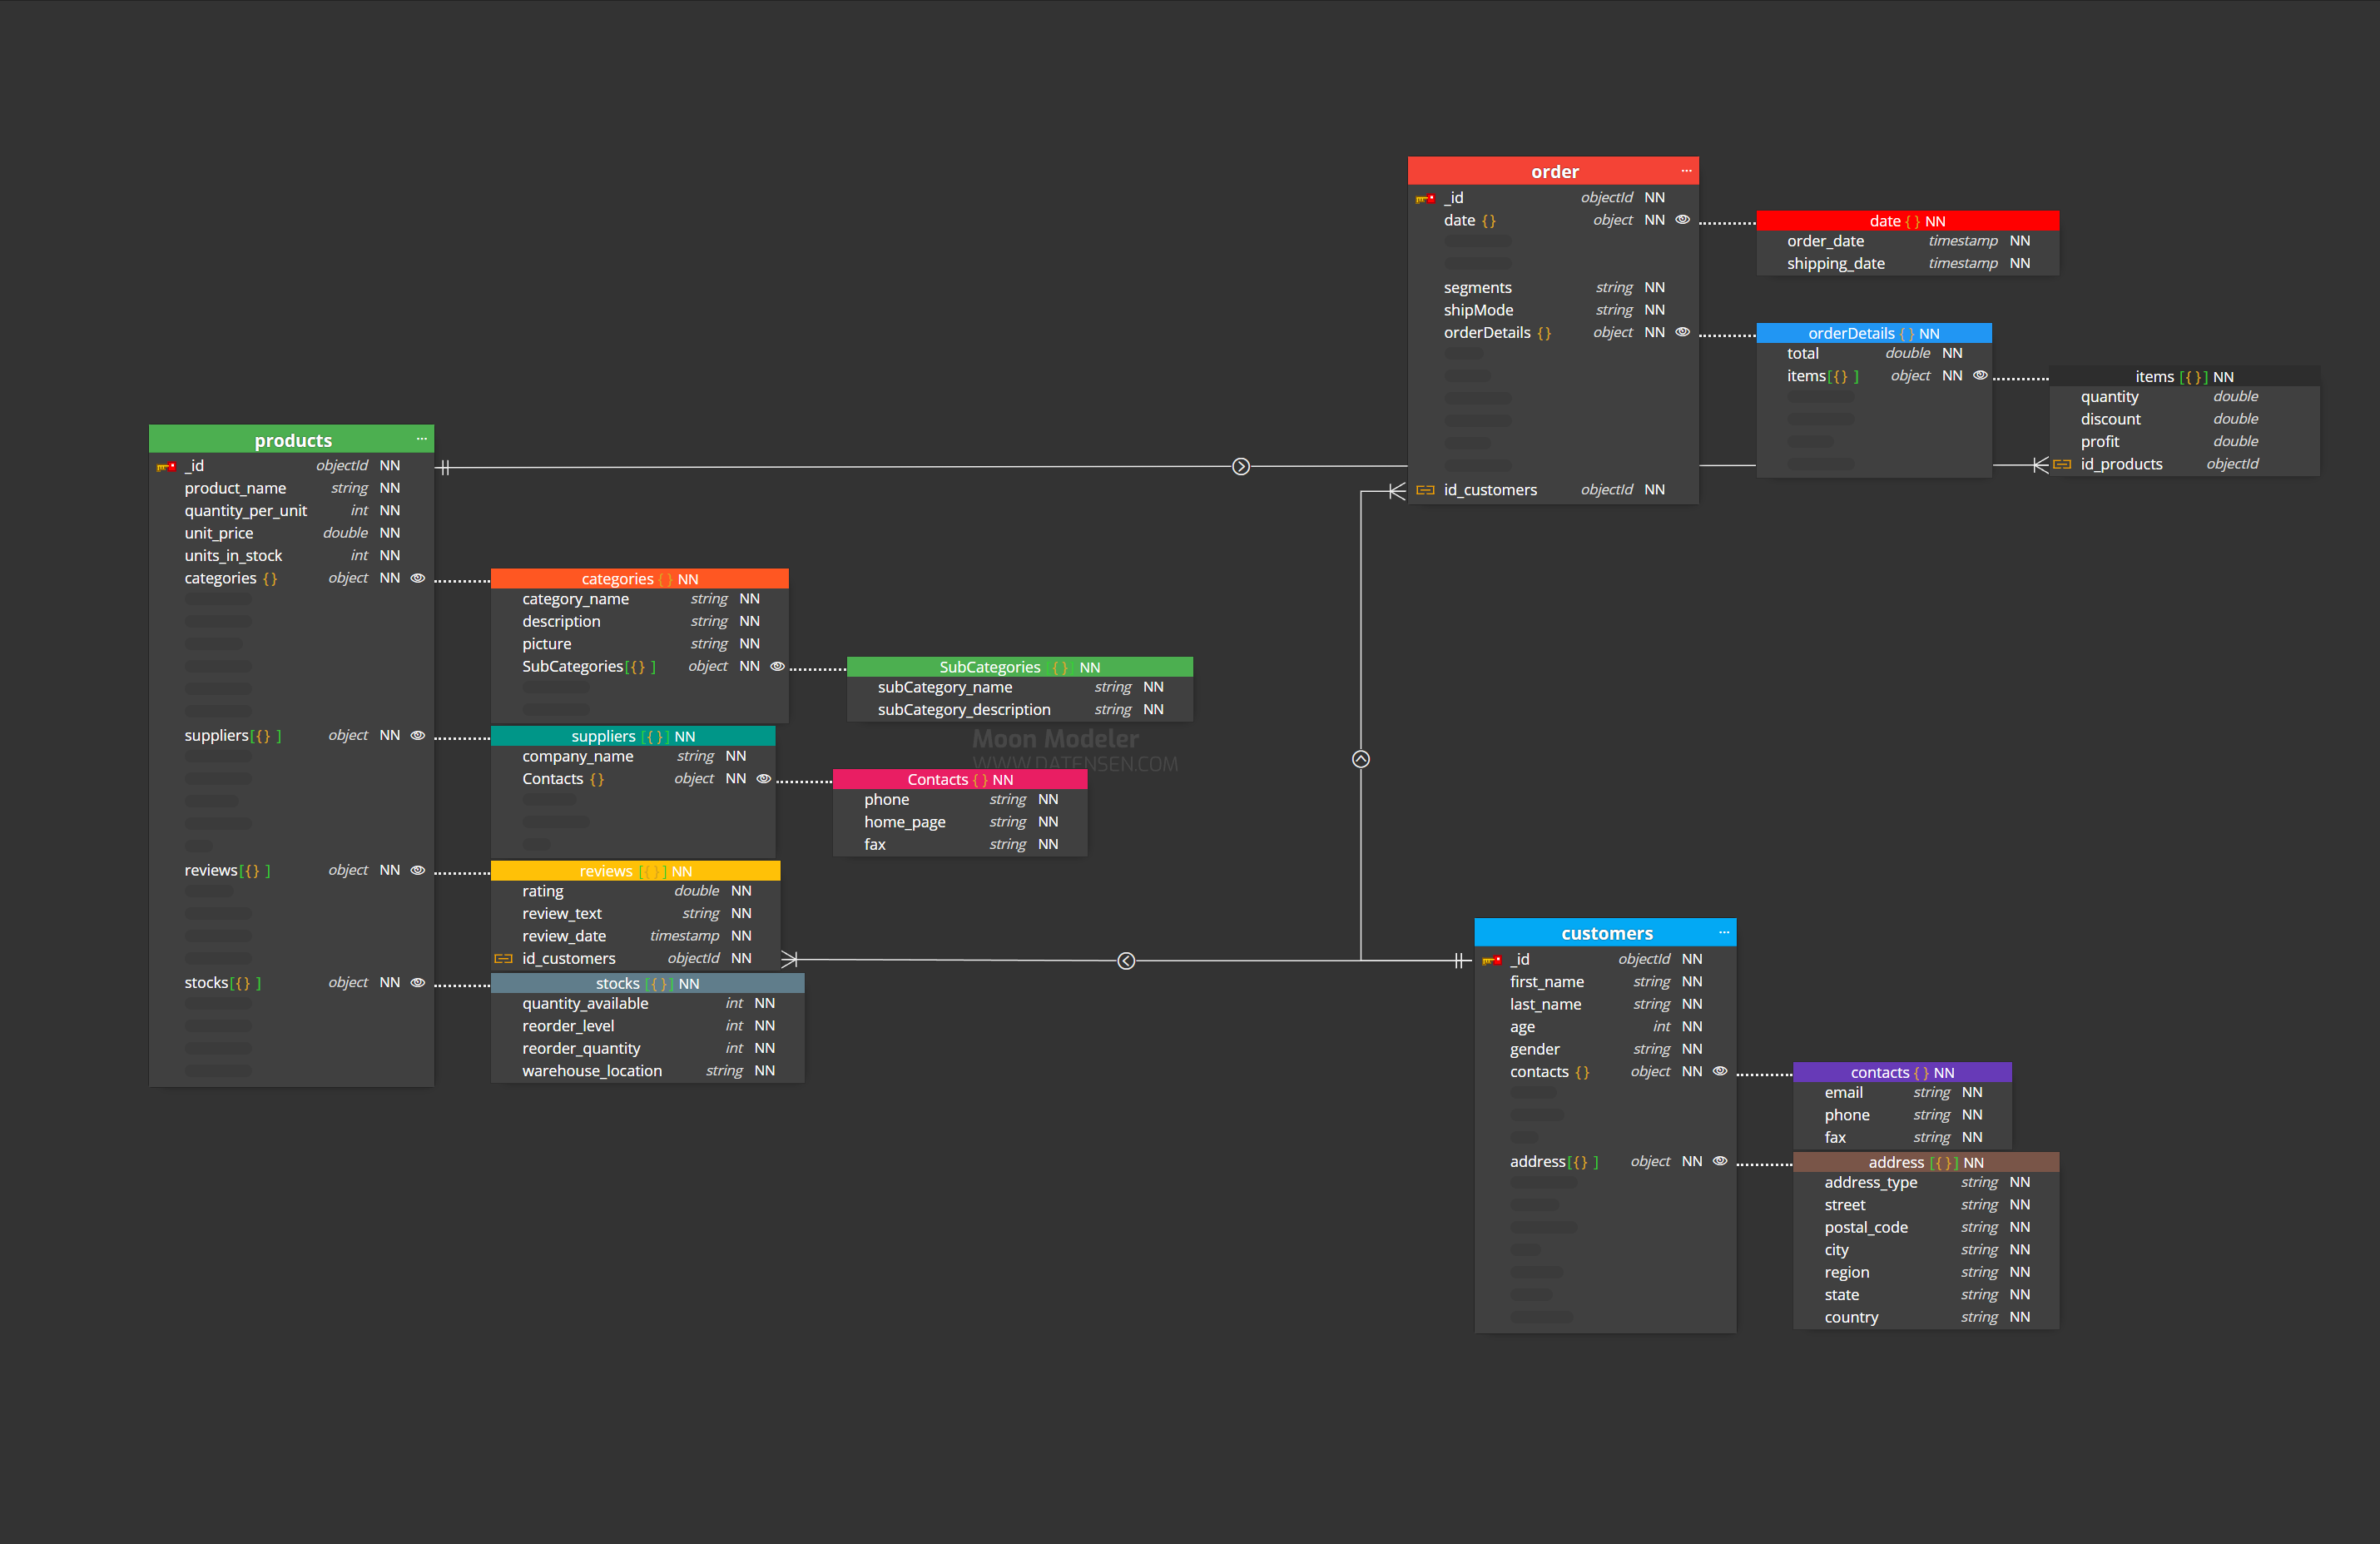 order ...
_id objectId NN
date {} object NN
segments string NN
shipMode string NN
orderDetails {} object NN
id_customers objectId NN
date { } NN
order_date timestamp NN
shipping_date timestamp NN
orderDetails { } NN
total double NN
items[{} ] object NN
items [{ }] NN
quantity double
discount double
profit double
id_products objectId
products ...
_id objectId NN
product_name string NN
quantity_per_unit int NN
unit_price double NN
units_in_stock int NN
categories {} object NN
suppliers[{} ] object NN
reviews[{} ] object NN
stocks[{} ] object NN
categories { } NN
category_name string NN
description string NN
picture string NN
SubCategories[{} ] object NN
SubCategories [{ }] NN
subCategory_name string NN
subCategory_description string NN
Moon Modeler
WWW.DATENSEN.COM
suppliers [{ }] NN
company_name string NN
Contacts {} object NN
Contacts { } NN
phone string NN
home_page string NN
fax string NN
reviews [{ }] NN
rating double NN
review_text string NN
review_date timestamp NN
id_customers objectId NN
stocks [{ }] NN
quantity_available int NN
reorder_level int NN
reorder_quantity int NN
warehouse_location string NN
customers ...
_id objectId NN
first_name string NN
last_name string NN
age int NN
gender string NN
contacts {} object NN
address[{} ] object NN
contacts { } NN
email string NN
phone string NN
fax string NN
address [{ }] NN
address_type string NN
street string NN
postal_code string NN
city string NN
region string NN
state string NN
country string NN